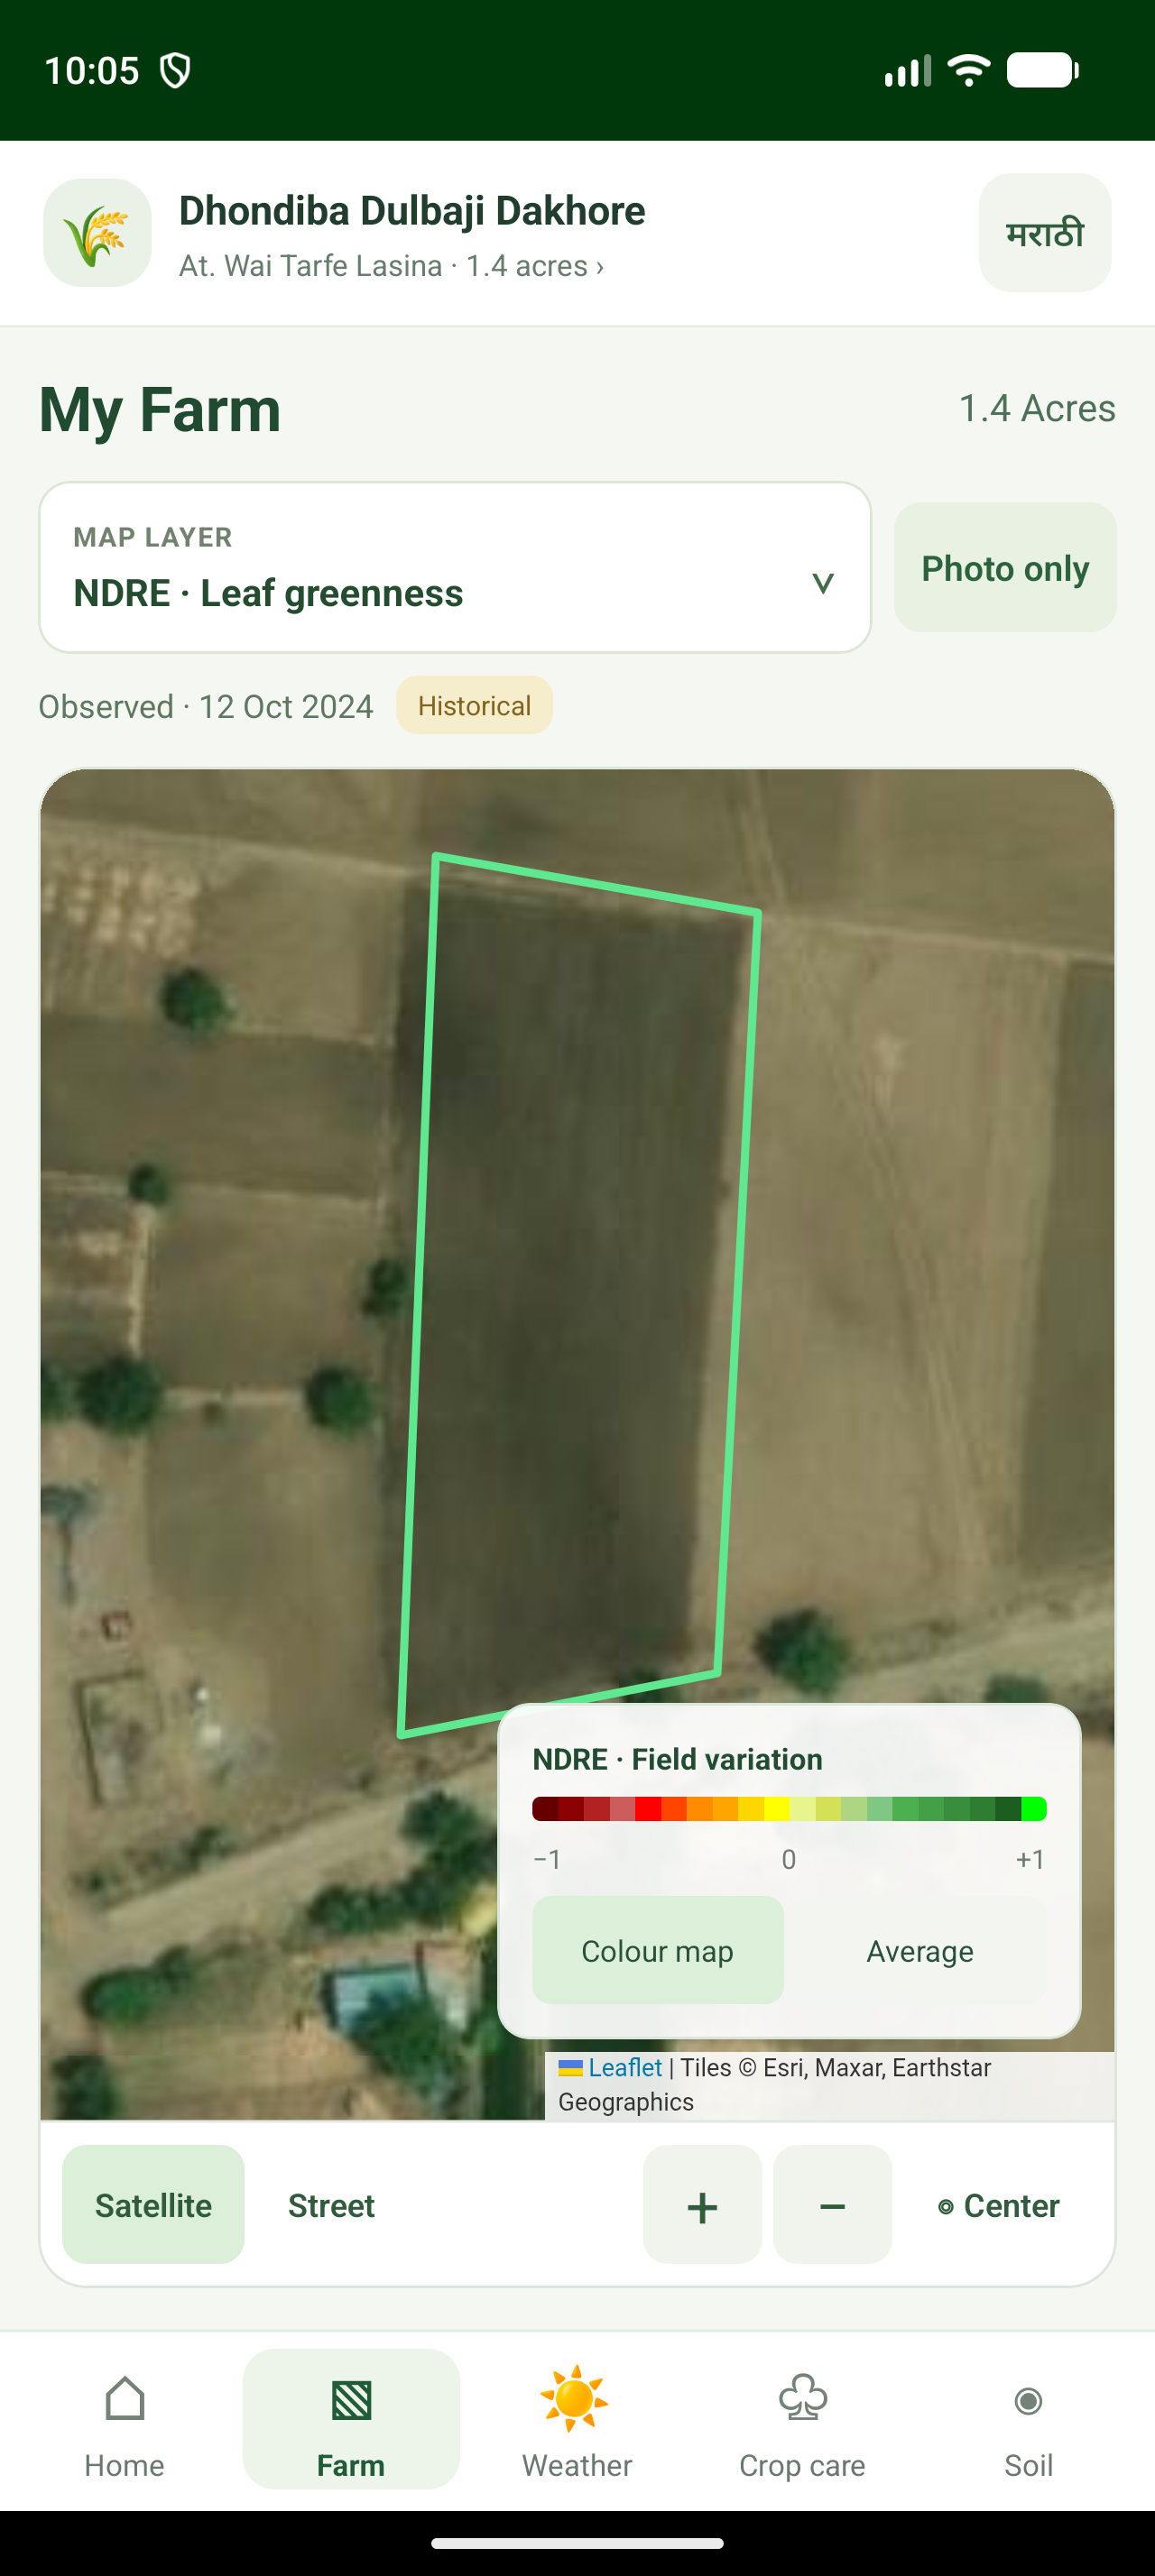 10:05
Dhondiba Dulbaji Dakhore
At. Wai Tarfe Lasina · 1.4 acres ›
मराठी
My Farm
1.4 Acres
MAP LAYER
NDRE · Leaf greenness
Photo only
Observed · 12 Oct 2024
Historical
NDRE · Field variation
−1 0 +1
Colour map
Average
Leaflet | Tiles © Esri, Maxar, Earthstar
Geographics
Satellite
Street
+
−
Center
Home
Farm
Weather
Crop care
Soil